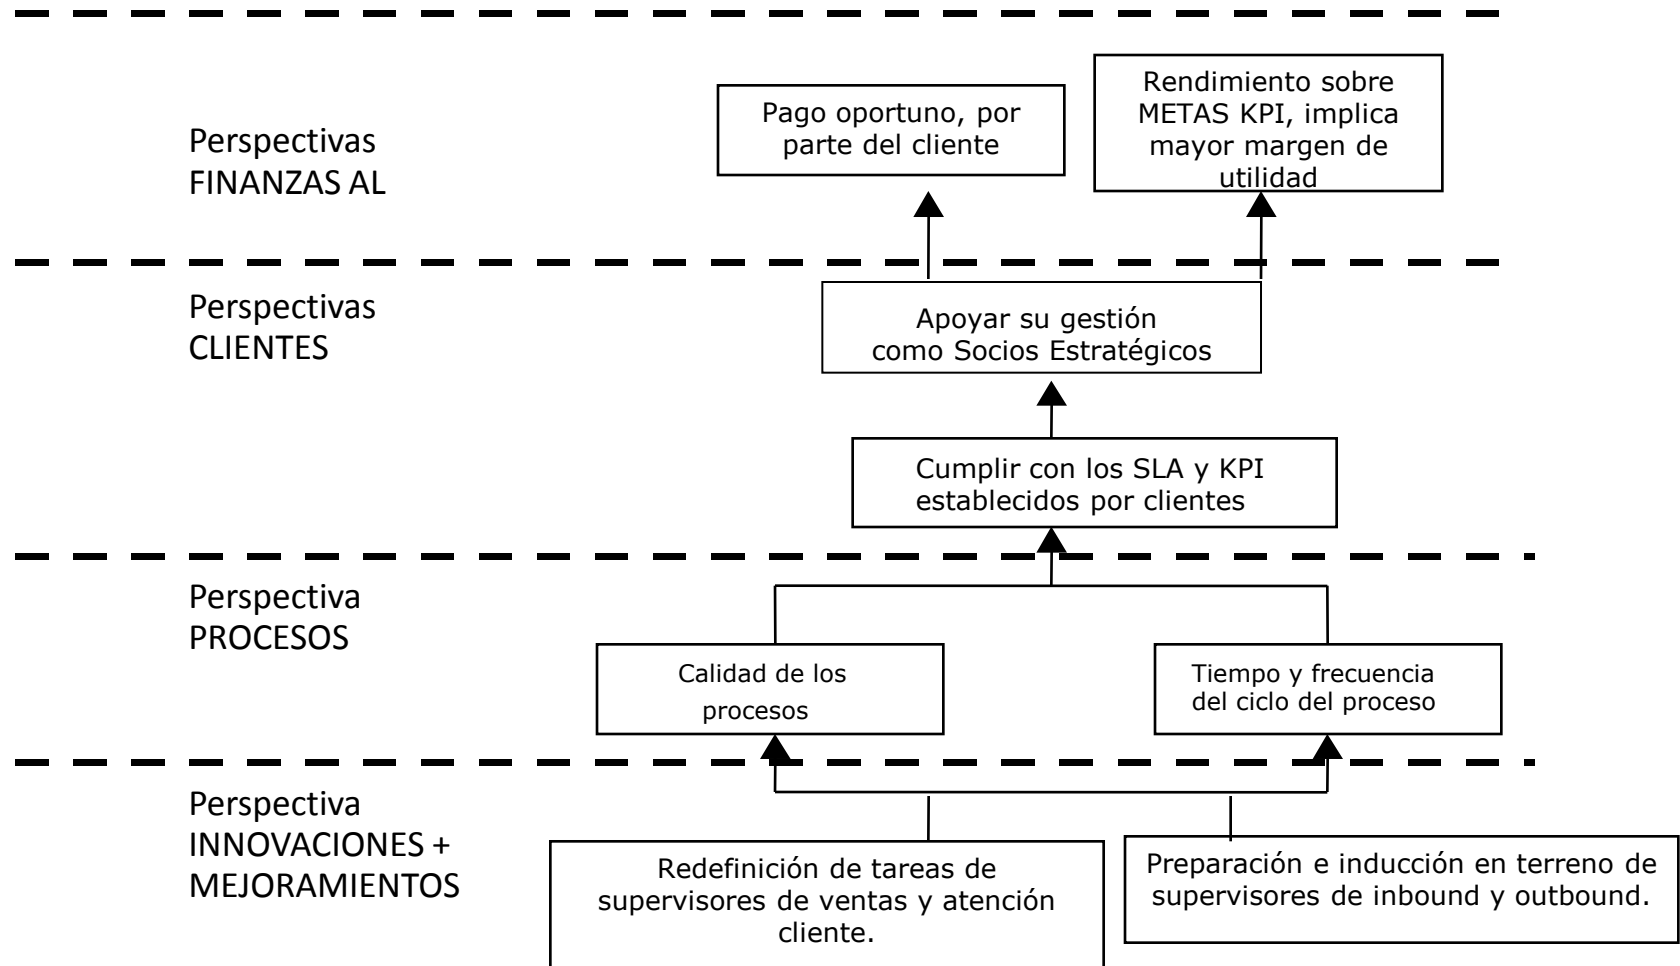 Perspectivas
FINANZAS AL
Pago oportuno, por
parte del cliente
Rendimiento sobre
METAS KPI, implica
mayor margen de
utilidad
Perspectivas
CLIENTES
Apoyar su gestión
como Socios Estratégicos
Cumplir con los SLA y KPI
establecidos por clientes
Perspectiva
PROCESOS
Calidad de los
procesos
Tiempo y frecuencia
del ciclo del proceso
Perspectiva
INNOVACIONES +
MEJORAMIENTOS
Redefinición de tareas de
supervisores de ventas y atención
cliente.
Preparación e inducción en terreno de
supervisores de inbound y outbound.